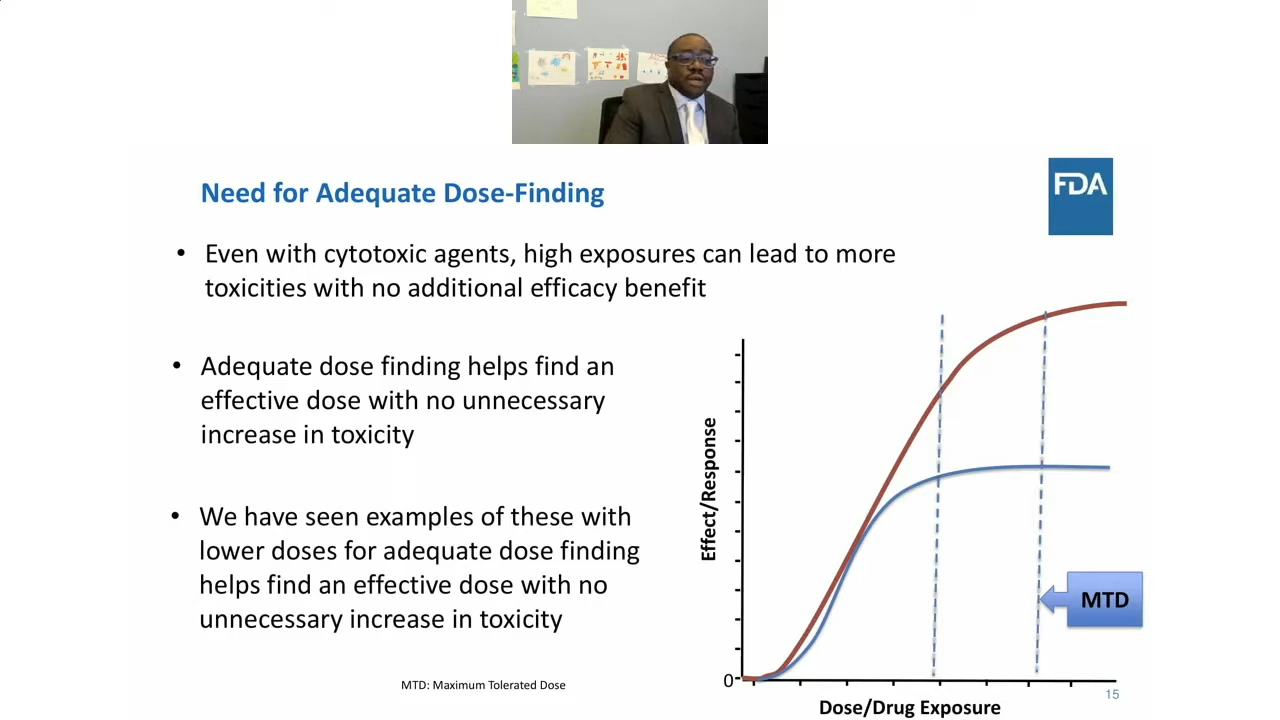 Need for Adequate Dose-Finding
FDA
• Even with cytotoxic agents, high exposures can lead to more
toxicities with no additional efficacy benefit
• Adequate dose finding helps find an
effective dose with no unnecessary
increase in toxicity
• We have seen examples of these with
lower doses for adequate dose finding
helps find an effective dose with no
unnecessary increase in toxicity
MTD: Maximum Tolerated Dose
Effect/Response
MTD
0
Dose/Drug Exposure
15